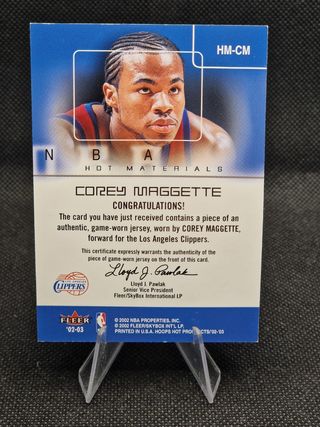 HM-CM
NBA
HOT MATERIALS
COREY MAGGETTE
CONGRATULATIONS!
The card you have just received contains a piece of an
authentic, game-worn jersey, worn by COREY MAGGETTE,
forward for the Los Angeles Clippers.
This certificate expressly warrants the authenticity of the
piece of game-worn jersey on the front of this card.
Lloyd J. Pawlak
Lloyd J. Pawlak
Senior Vice President
Fleer/SkyBox International LP
CLIPPERS
FLEER
'02-03
© 2002 NBA PROPERTIES, INC.
© 2002 FLEER/SKYBOX INT'L LP.
PRINTED IN U.S.A. HOOPS HOT PRODUCTS/'02-'03